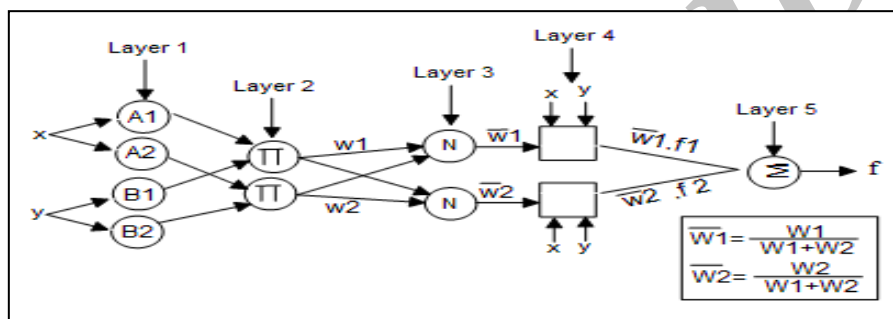 Layer 1
Layer 2
Layer 3
Layer 4
Layer 5
x
y
A1
A2
B1
B2
∏
∏
w1
w2
N
N
w̅1
w̅2
x y
x y
w̅1.f1
w̅2 .f2
Σ
f
W̅1= W1 / W1+W2
W̅2= W2 / W1+W2